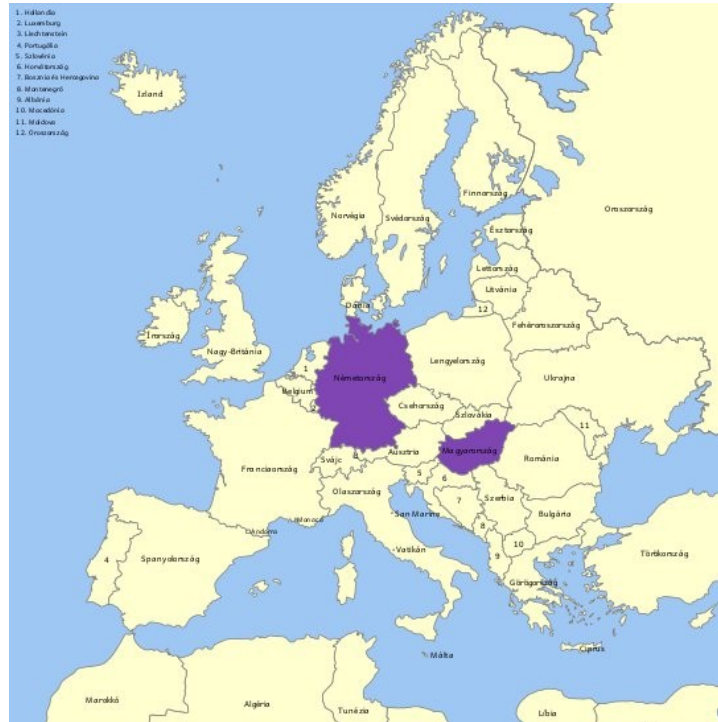 1. Hollandia
2. Luxemburg
3. Liechtenstein
4. Portugália
5. Szlovénia
6. Horvátország
7. Bosznia és Hercegovina
8. Montenegró
9. Albánia
10. Macedónia
11. Moldova
12. Oroszország
Izland
Finnország
Norvégia
Svédország
Oroszország
Észtország
Lettország
Litvánia
Dánia
12
Fehéroroszország
Írország
Nagy-Británia
Lengyelország
1
Németország
Ukrajna
Belgium
2
Csehország
Szlovákia
11
Ausztria
Magyarország
Svájc
3
Románia
Franciaország
5
6
Olaszország
7
Szerbia
San Marino
Bulgária
Monaco
8
Andorra
10
Vatikán
4
Spanyolország
9
Törökország
Görögország
Ciprus
Málta
Marokkó
Algéria
Tunézia
Líbia